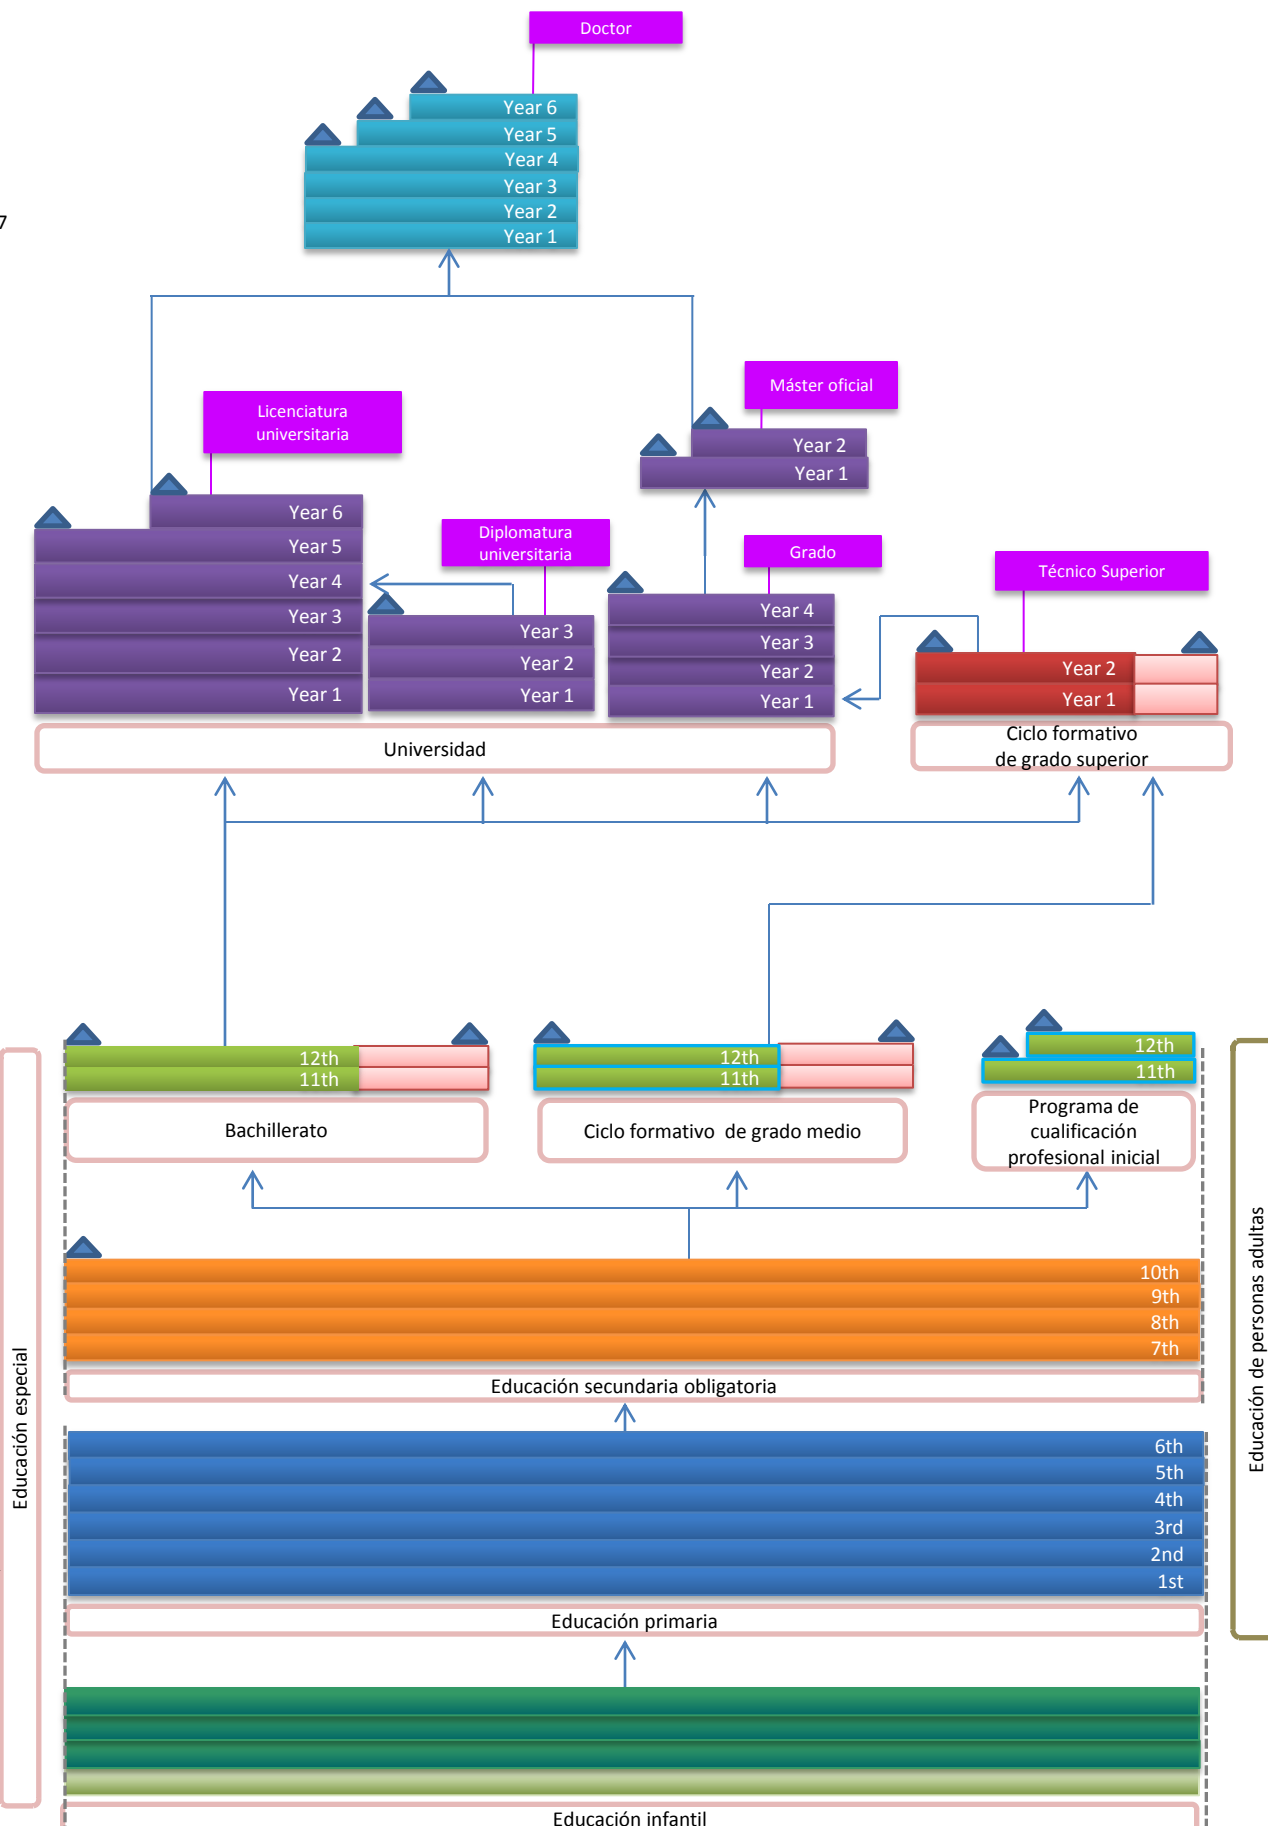 Doctor
Year 6
Year 5
Year 4
Year 3
Year 2
Year 1
7
Máster oficial
Licenciatura
universitaria
Year 2
Year 1
Year 6
Year 5
Year 4
Year 3
Year 2
Year 1
Diplomatura
universitaria
Year 3
Year 2
Year 1
Grado
Year 4
Year 3
Year 2
Year 1
Técnico Superior
Year 2
Year 1
Universidad
Ciclo formativo
de grado superior
12th
11th
Bachillerato
12th
11th
Ciclo formativo de grado medio
12th
11th
Programa de
cualificación
profesional inicial
10th
9th
8th
7th
Educación secundaria obligatoria
6th
5th
4th
3rd
2nd
1st
Educación primaria
Educación infantil
Educación especial
Educación de personas adultas